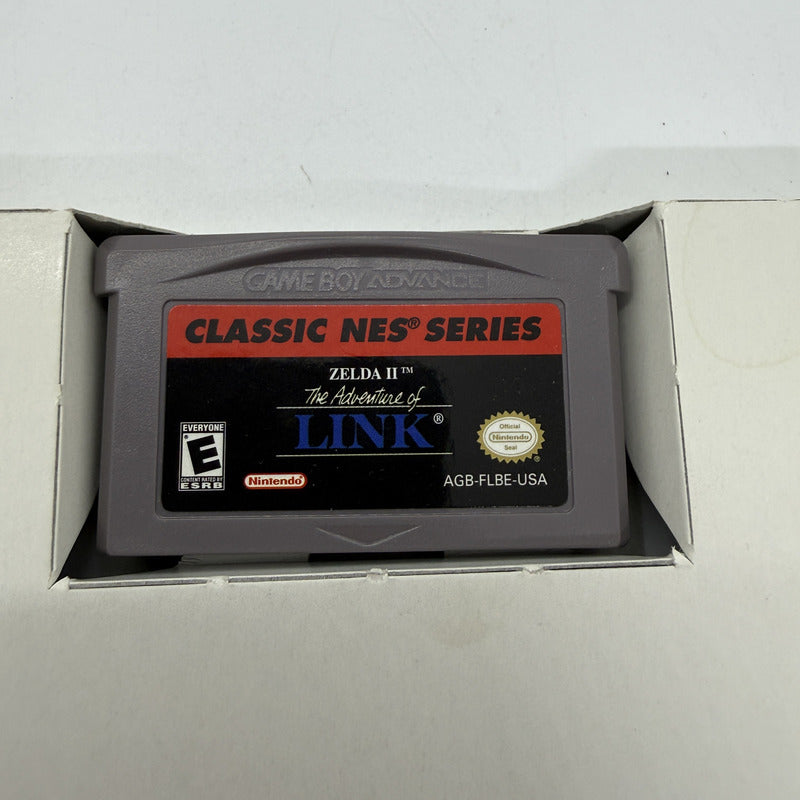 GAME BOY ADVANCE
CLASSIC NES® SERIES
ZELDA II™
The Adventure of
LINK®
EVERYONE
E
CONTENT RATED BY
ESRB
Nintendo
Official
Nintendo
Seal
®
AGB-FLBE-USA